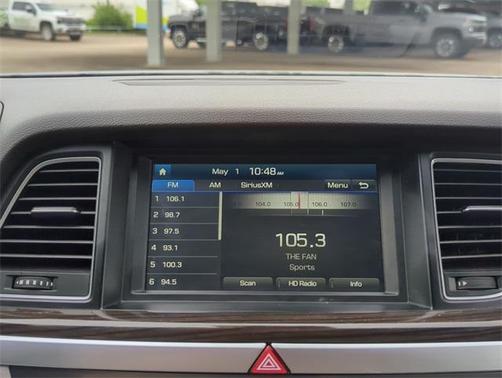 May 1 10:48 AM
FM AM SiriusXM Menu
1 106.1
2 98.7
3 97.5
4 93.1
5 100.3
6 94.5
104.0 105.0 106.0 107.0
105.3
THE FAN
Sports
Scan HD Radio Info